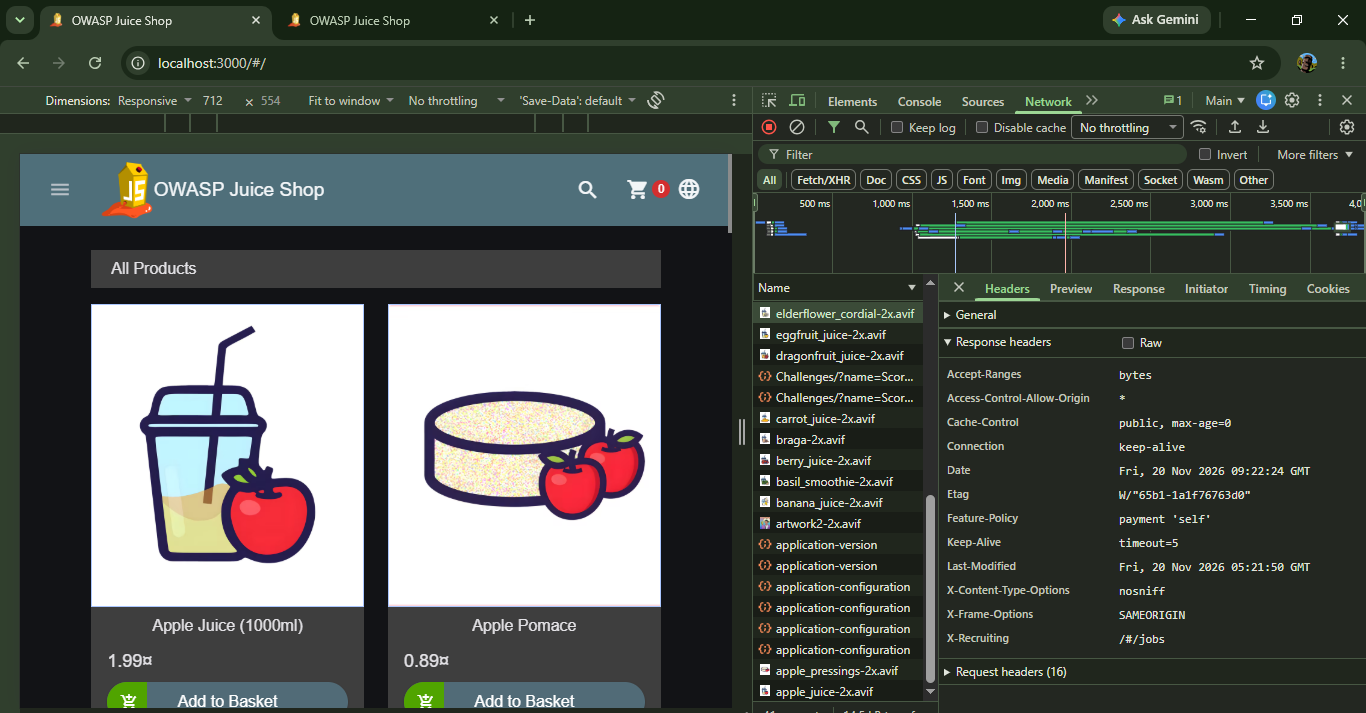 OWASP Juice Shop
OWASP Juice Shop
Ask Gemini
localhost:3000/#/
Dimensions: Responsive 712 × 554 Fit to window No throttling 'Save-Data': default
Elements Console Sources Network 1 Main
Keep log Disable cache No throttling
Filter Invert More filters
All Fetch/XHR Doc CSS JS Font Img Media Manifest Socket Wasm Other
500 ms 1,000 ms 1,500 ms 2,000 ms 2,500 ms 3,000 ms 3,500 ms 4,0
JS OWASP Juice Shop 0
All Products
Apple Juice (1000ml)
1.99¤
Add to Basket
Apple Pomace
0.89¤
Add to Basket
Name
elderflower_cordial-2x.avif
eggfruit_juice-2x.avif
dragonfruit_juice-2x.avif
Challenges/?name=Scor...
Challenges/?name=Scor...
carrot_juice-2x.avif
braga-2x.avif
berry_juice-2x.avif
basil_smoothie-2x.avif
banana_juice-2x.avif
artwork2-2x.avif
application-version
application-version
application-configuration
application-configuration
application-configuration
application-configuration
apple_pressings-2x.avif
apple_juice-2x.avif
Headers Preview Response Initiator Timing Cookies
General
Response headers Raw
Accept-Ranges bytes
Access-Control-Allow-Origin *
Cache-Control public, max-age=0
Connection keep-alive
Date Fri, 20 Nov 2026 09:22:24 GMT
Etag W/"65b1-1a1f76763d0"
Feature-Policy payment 'self'
Keep-Alive timeout=5
Last-Modified Fri, 20 Nov 2026 05:21:50 GMT
X-Content-Type-Options nosniff
X-Frame-Options SAMEORIGIN
X-Recruiting /#/jobs
Request headers (16)